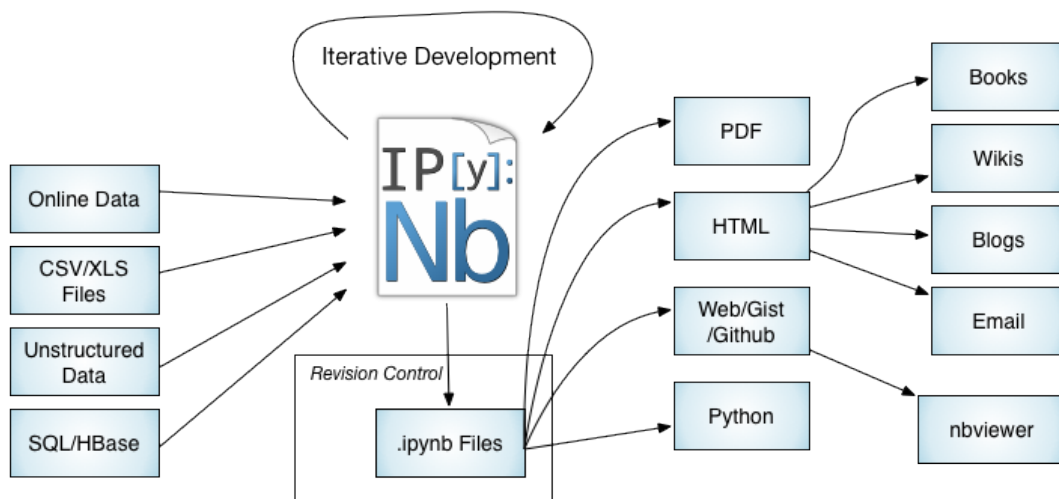 Iterative Development
IP[y]:
Nb
Online Data
CSV/XLS
Files
Unstructured
Data
SQL/HBase
Revision Control
.ipynb Files
PDF
HTML
Web/Gist
/Github
Python
Books
Wikis
Blogs
Email
nbviewer